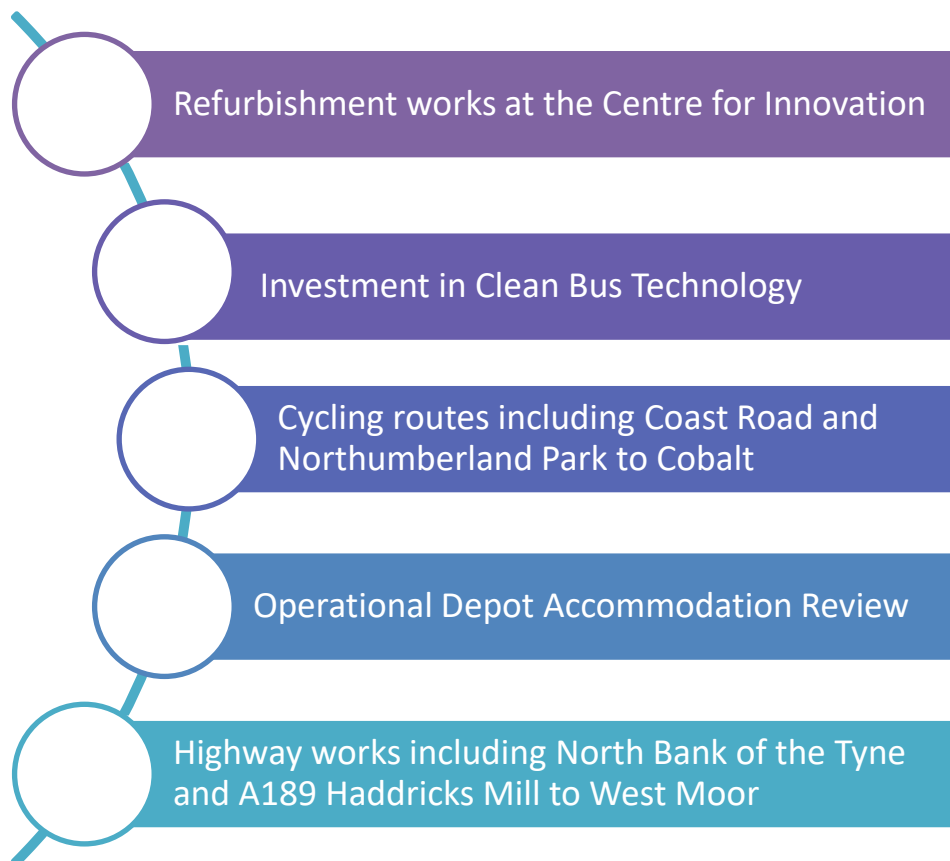 Refurbishment works at the Centre for Innovation
Investment in Clean Bus Technology
Cycling routes including Coast Road and
Northumberland Park to Cobalt
Operational Depot Accommodation Review
Highway works including North Bank of the Tyne
and A189 Haddricks Mill to West Moor